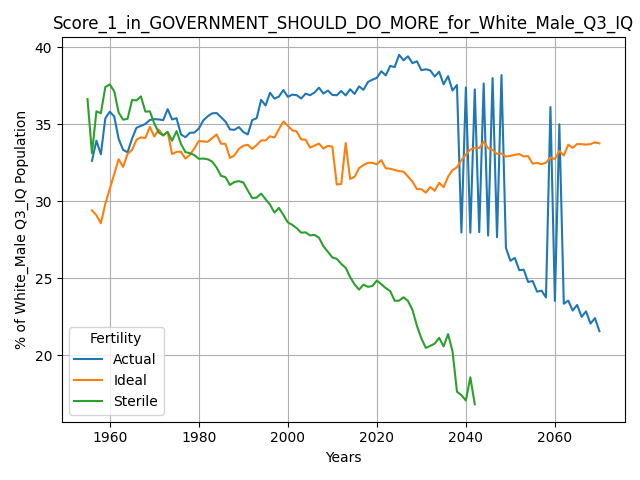 Score_1_in_GOVERNMENT_SHOULD_DO_MORE_for_White_Male_Q3_IQ
% of White_Male Q3_IQ Population
40
35
30
25
20
Fertility
Actual
Ideal
Sterile
1960 1980 2000 2020 2040 2060
Years